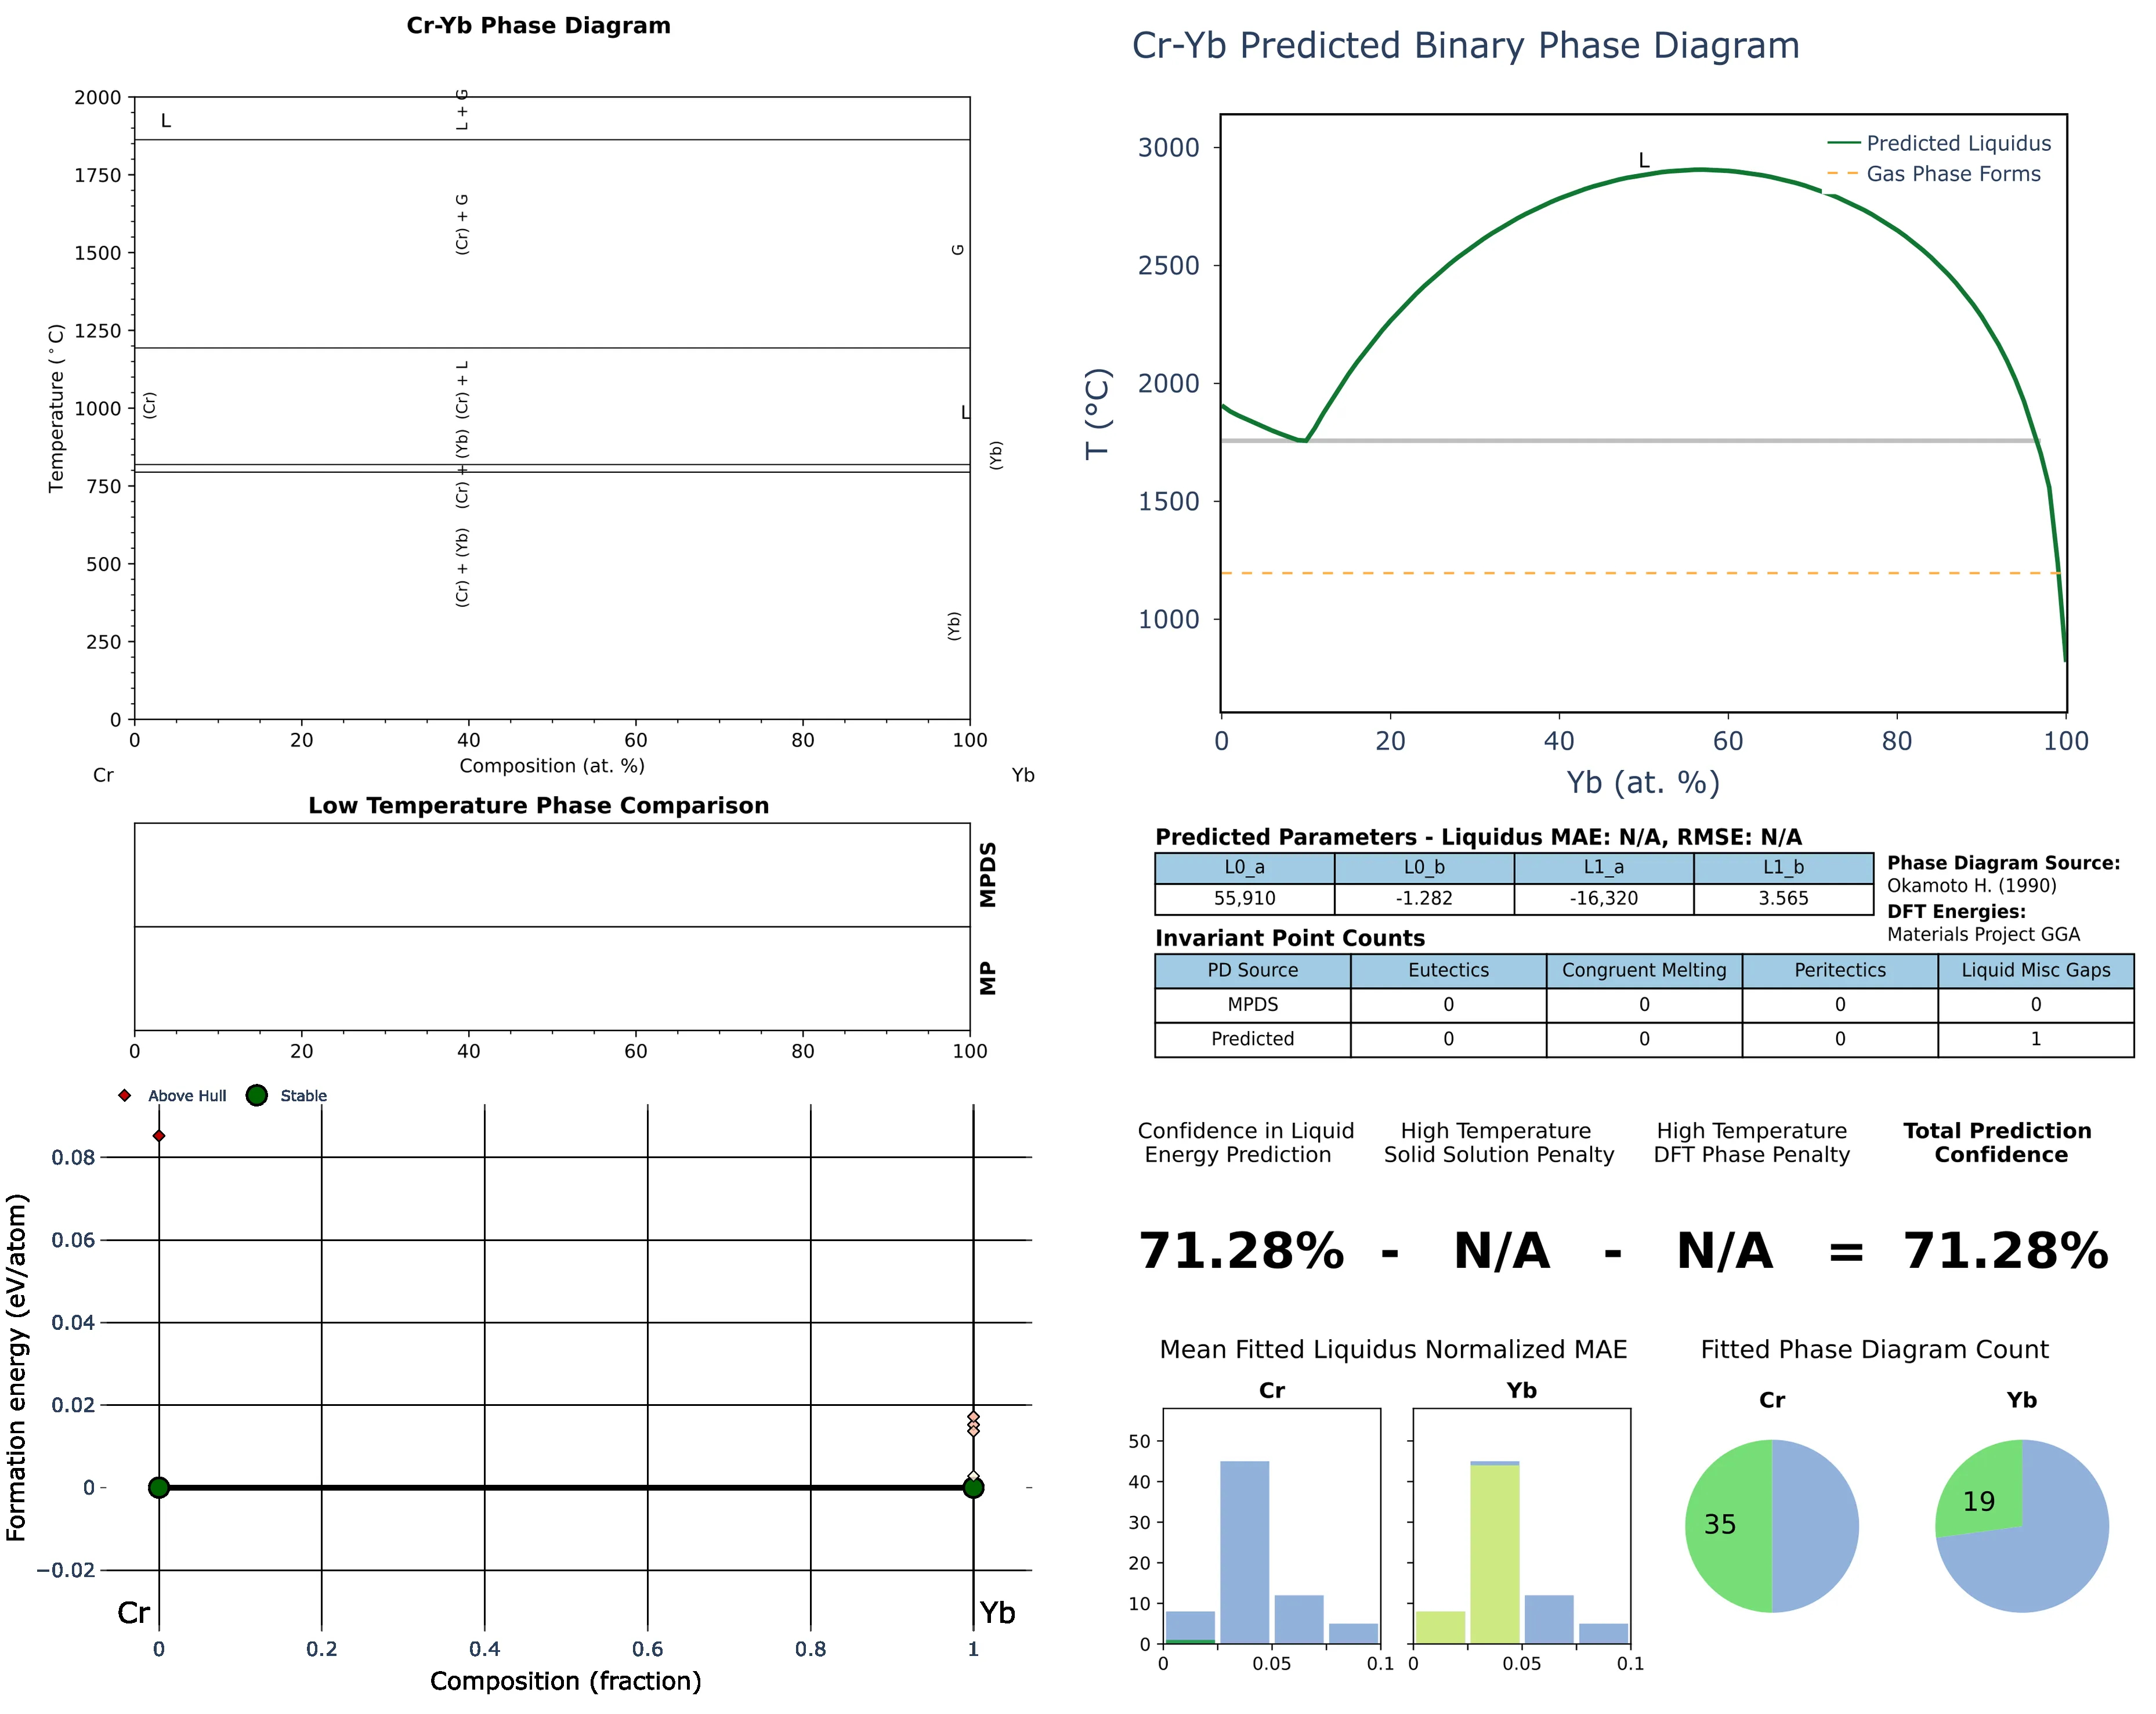 Cr-Yb Phase Diagram
2000
1750
1500
1250
1000
750
500
250
0
Temperature (°C)
L
L + G
(Cr) + G
G
(Cr)
(Cr) + L
L
(Yb)
(Cr) + (Yb)
(Cr) + (Yb)
(Yb)
0 20 40 60 80 100
Composition (at. %)
Cr Yb
Low Temperature Phase Comparison
MPDS
MP
0 20 40 60 80 100
Above Hull Stable
0.08
0.06
0.04
0.02
0
−0.02
Formation energy (eV/atom)
Cr Yb
0 0.2 0.4 0.6 0.8 1
Composition (fraction)
Cr-Yb Predicted Binary Phase Diagram
3000
2500
2000
1500
1000
T (°C)
L
Predicted Liquidus
Gas Phase Forms
0 20 40 60 80 100
Yb (at. %)
Predicted Parameters - Liquidus MAE: N/A, RMSE: N/A
L0_a L0_b L1_a L1_b
55,910 -1.282 -16,320 3.565
Phase Diagram Source:
Okamoto H. (1990)
DFT Energies:
Materials Project GGA
Invariant Point Counts
PD Source Eutectics Congruent Melting Peritectics Liquid Misc Gaps
MPDS 0 0 0 0
Predicted 0 0 0 1
Confidence in Liquid Energy Prediction
High Temperature Solid Solution Penalty
High Temperature DFT Phase Penalty
Total Prediction Confidence
71.28% - N/A - N/A = 71.28%
Mean Fitted Liquidus Normalized MAE
Cr Yb
50
40
30
20
10
0
0 0.05 0.1 0 0.05 0.1
Fitted Phase Diagram Count
Cr Yb
35 19